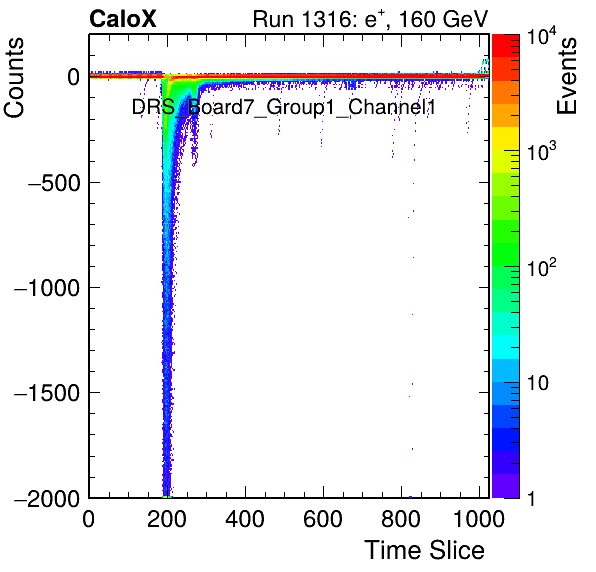 CaloX Run 1316: e⁺, 160 GeV
Counts
Events
DRS_Board7_Group1_Channel1
0
−500
−1000
−1500
−2000
0 200 400 600 800 1000
Time Slice
10⁴
10³
10²
10
1